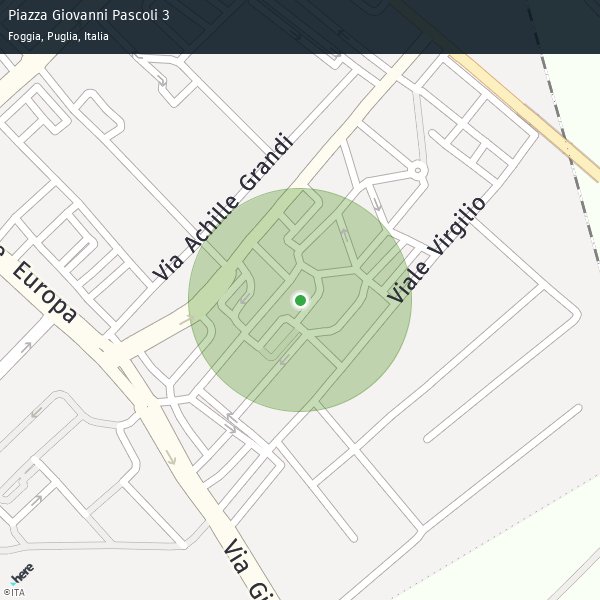 Piazza Giovanni Pascoli 3
Foggia, Puglia, Italia
Via Achille Grandi
Viale Virgilio
Europa
Via Gi
here
©ITA